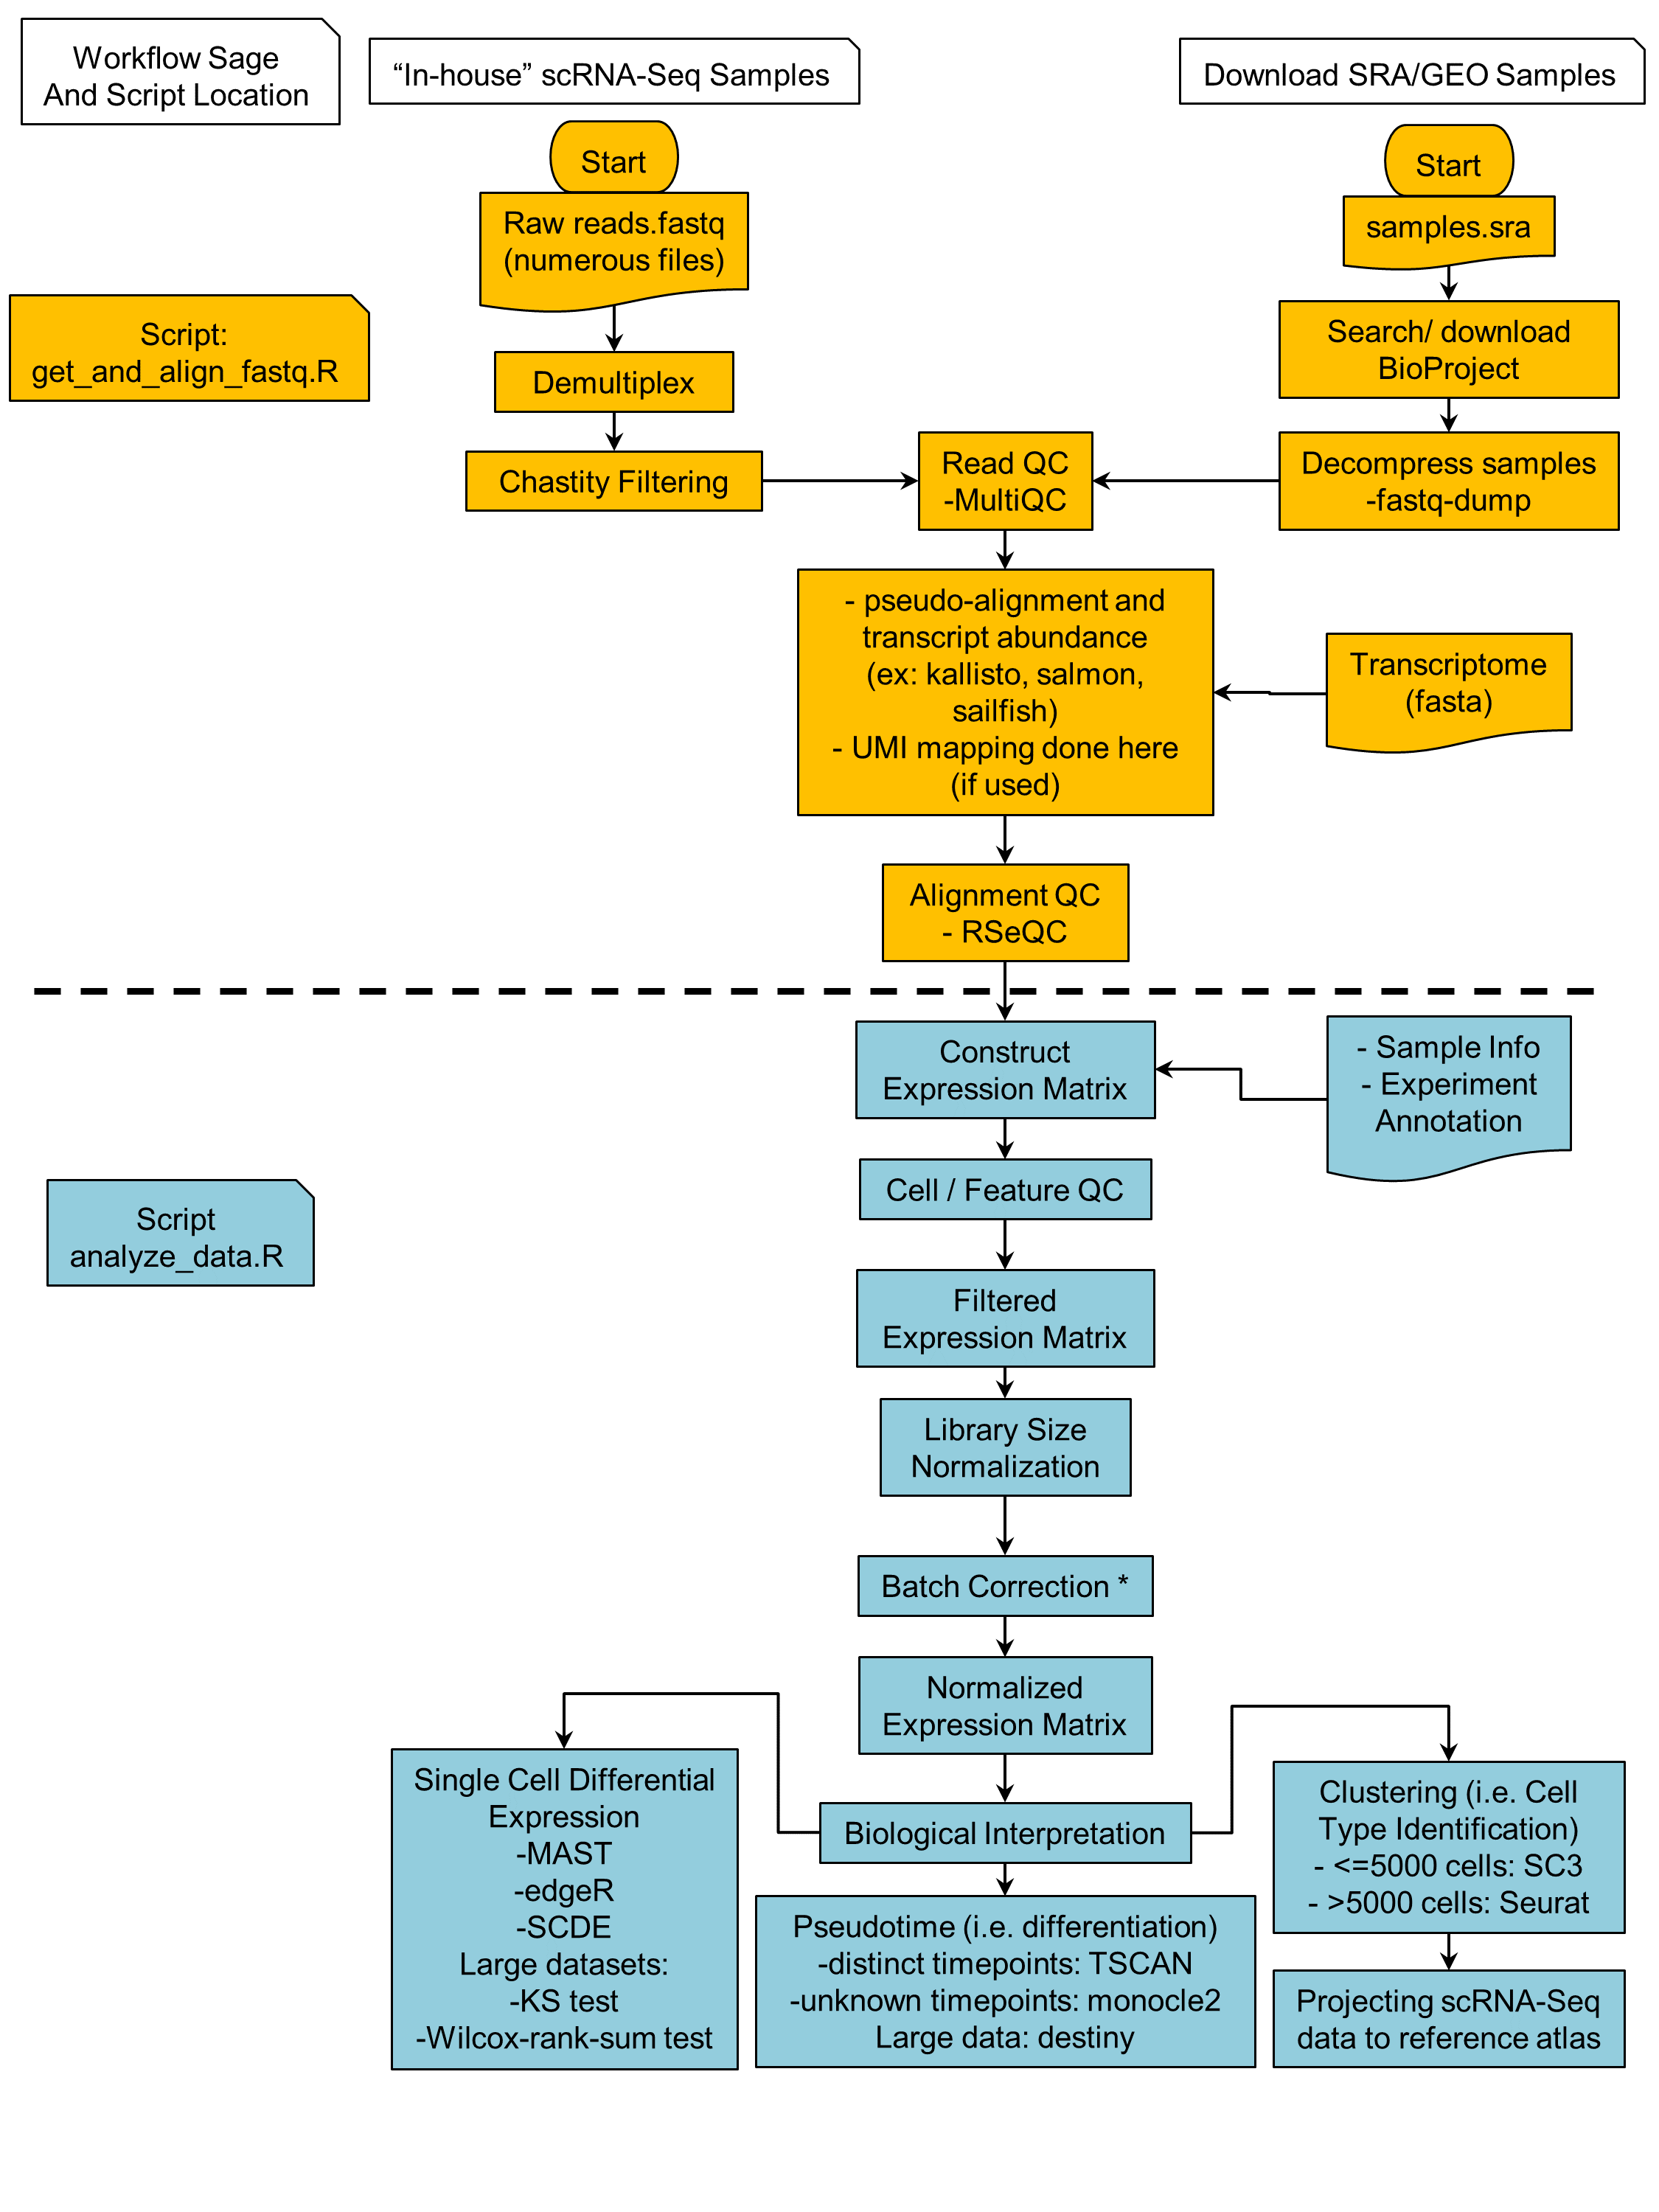 Workflow Sage
And Script Location
“In-house” scRNA-Seq Samples
Download SRA/GEO Samples
Start
Raw reads.fastq
(numerous files)
Demultiplex
Chastity Filtering
Start
samples.sra
Search/ download
BioProject
Decompress samples
-fastq-dump
Script:
get_and_align_fastq.R
Read QC
-MultiQC
- pseudo-alignment and
transcript abundance
(ex: kallisto, salmon,
sailfish)
- UMI mapping done here
(if used)
Transcriptome
(fasta)
Alignment QC
- RSeQC
Construct
Expression Matrix
- Sample Info
- Experiment
Annotation
Cell / Feature QC
Script
analyze_data.R
Filtered
Expression Matrix
Library Size
Normalization
Batch Correction *
Normalized
Expression Matrix
Biological Interpretation
Single Cell Differential
Expression
-MAST
-edgeR
-SCDE
Large datasets:
-KS test
-Wilcox-rank-sum test
Pseudotime (i.e. differentiation)
-distinct timepoints: TSCAN
-unknown timepoints: monocle2
Large data: destiny
Clustering (i.e. Cell
Type Identification)
- <=5000 cells: SC3
- >5000 cells: Seurat
Projecting scRNA-Seq
data to reference atlas